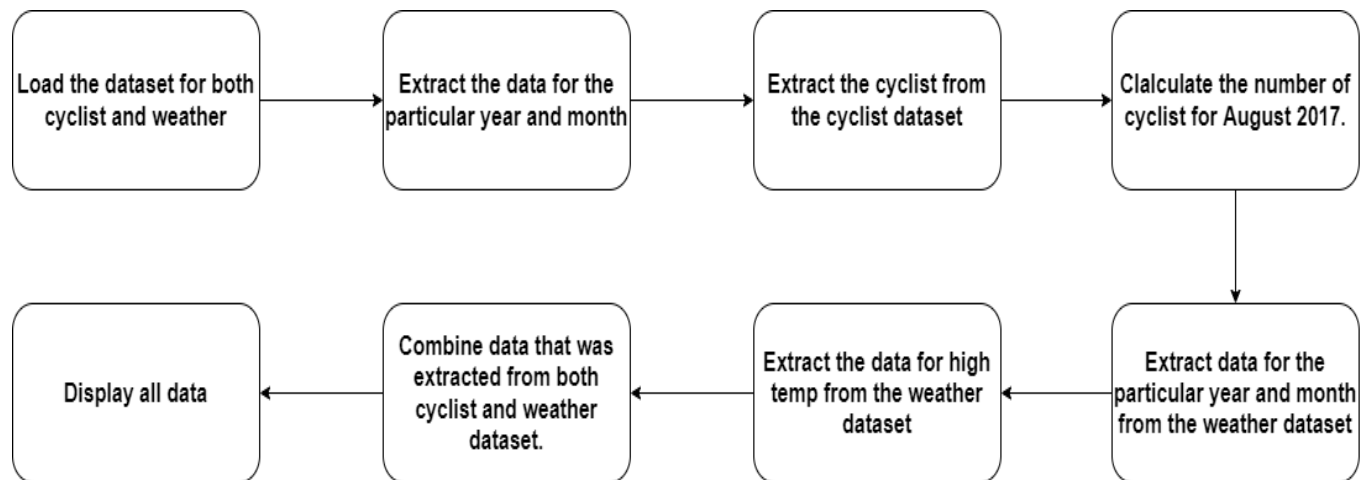 Load the dataset for both
cyclist and weather
Extract the data for the
particular year and month
Extract the cyclist from
the cyclist dataset
Clalculate the number of
cyclist for August 2017.
Extract data for the
particular year and month
from the weather dataset
Extract the data for high
temp from the weather
dataset
Combine data that was
extracted from both
cyclist and weather
dataset.
Display all data